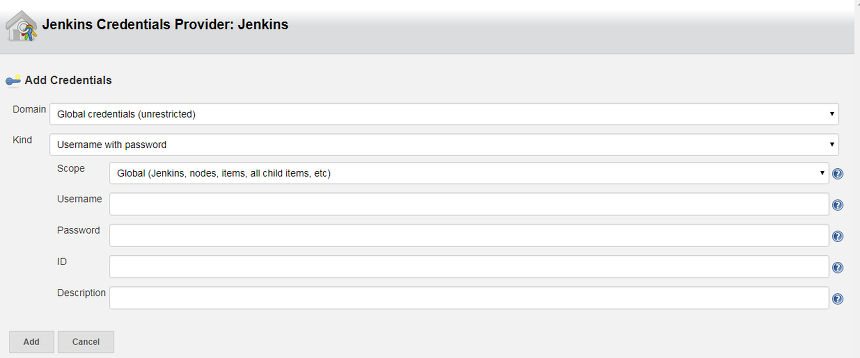 Jenkins Credentials Provider: Jenkins
Add Credentials
Domain Global credentials (unrestricted)
Kind Username with password
Scope Global (Jenkins, nodes, items, all child items, etc)
Username
Password
ID
Description
Add Cancel